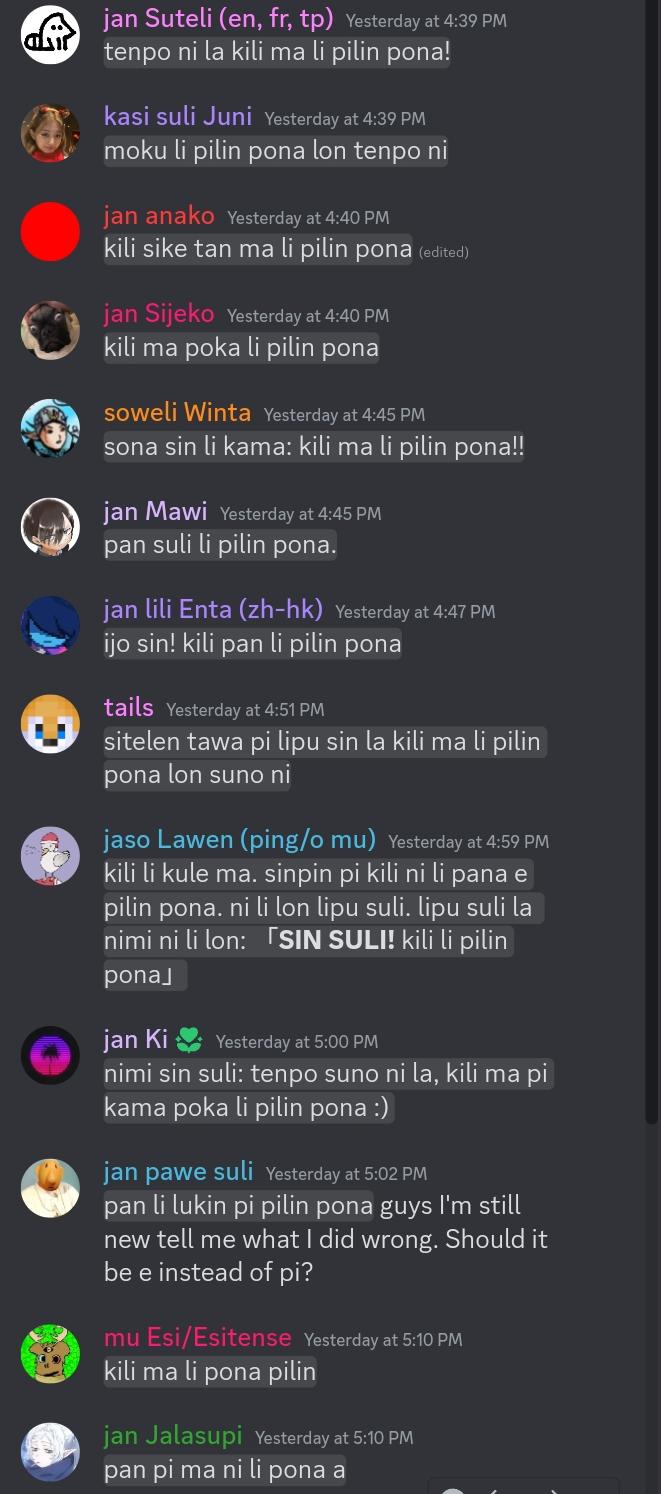 jan Suteli (en, fr, tp) Yesterday at 4:39 PM
tenpo ni la kili ma li pilin pona!
kasi suli Juni Yesterday at 4:39 PM
moku li pilin pona lon tenpo ni
jan anako Yesterday at 4:40 PM
kili sike tan ma li pilin pona (edited)
jan Sijeko Yesterday at 4:40 PM
kili ma poka li pilin pona
soweli Winta Yesterday at 4:45 PM
sona sin li kama: kili ma li pilin pona!!
jan Mawi Yesterday at 4:45 PM
pan suli li pilin pona.
jan lili Enta (zh-hk) Yesterday at 4:47 PM
ijo sin! kili pan li pilin pona
tails Yesterday at 4:51 PM
sitelen tawa pi lipu sin la kili ma li pilin
pona lon suno ni
jaso Lawen (ping/o mu) Yesterday at 4:59 PM
kili li kule ma. sinpin pi kili ni li pana e
pilin pona. ni li lon lipu suli. lipu suli la
nimi ni li lon: 「SIN SULI! kili li pilin
pona」
jan Ki Yesterday at 5:00 PM
nimi sin suli: tenpo suno ni la, kili ma pi
kama poka li pilin pona :)
jan pawe suli Yesterday at 5:02 PM
pan li lukin pi pilin pona guys I'm still
new tell me what I did wrong. Should it
be e instead of pi?
mu Esi/Esitense Yesterday at 5:10 PM
kili ma li pona pilin
jan Jalasupi Yesterday at 5:10 PM
pan pi ma ni li pona a